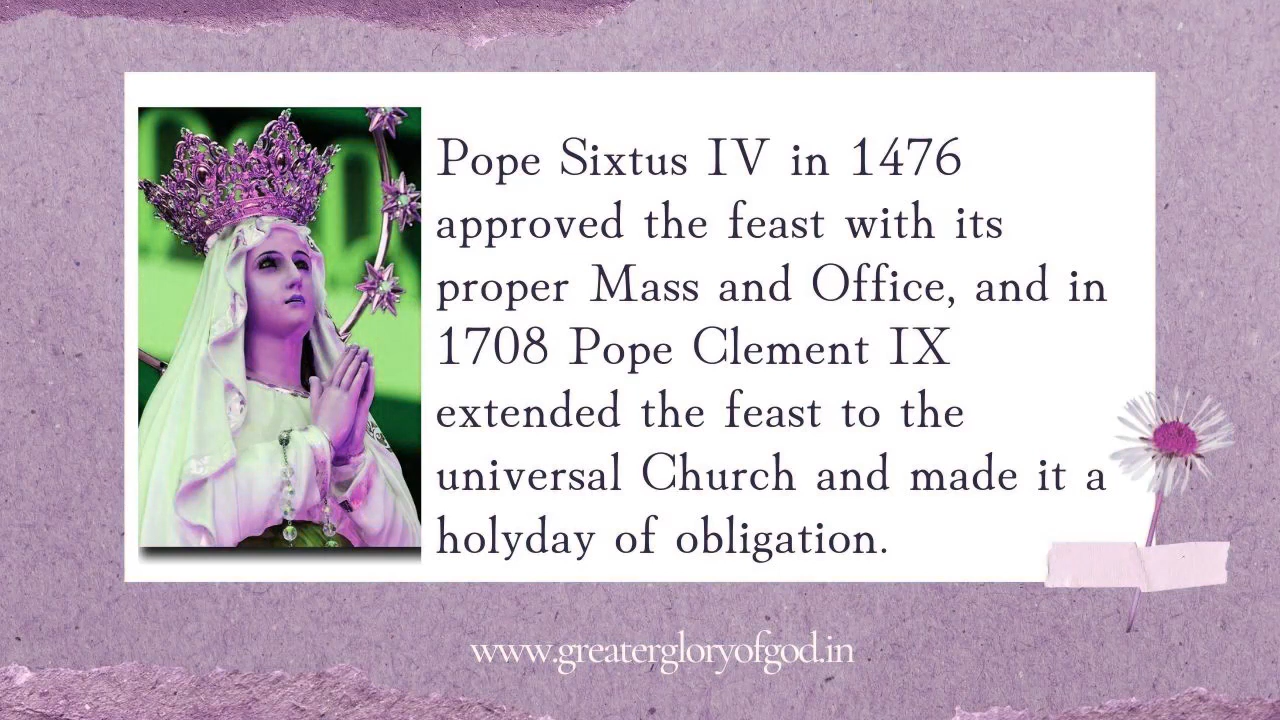 Pope Sixtus IV in 1476
approved the feast with its
proper Mass and Office, and in
1708 Pope Clement IX
extended the feast to the
universal Church and made it a
holyday of obligation.
www.greatergloryofgod.in